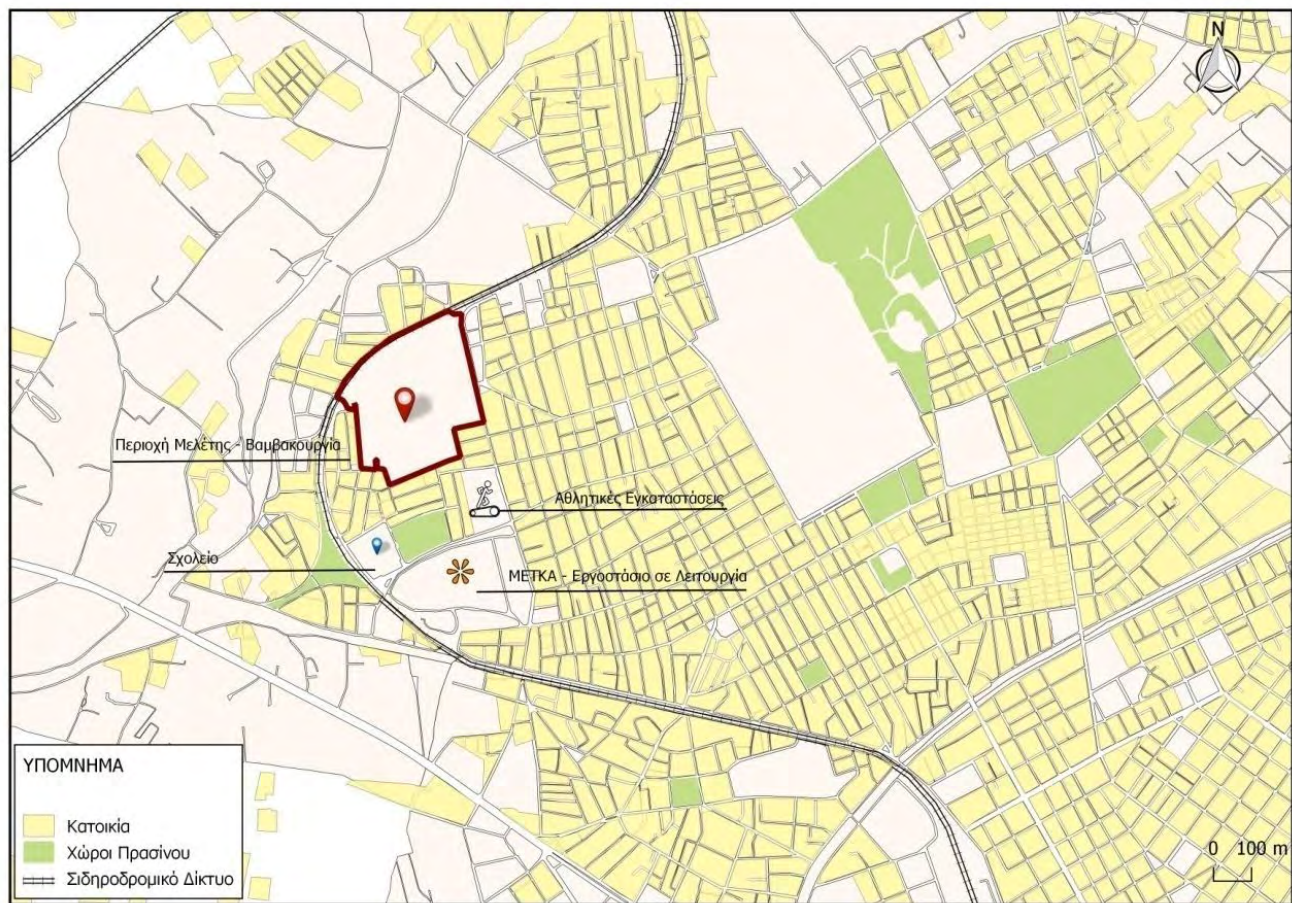 N
Περιοχή Μελέτης - Βαμβακουργία
Αθλητικές Εγκαταστάσεις
Σχολείο
ΜΕΤΚΑ - Εργοστάσιο σε Λειτουργία
ΥΠΟΜΝΗΜΑ
Κατοικία
Χώροι Πρασίνου
Σιδηροδρομικό Δίκτυο
0 100 m